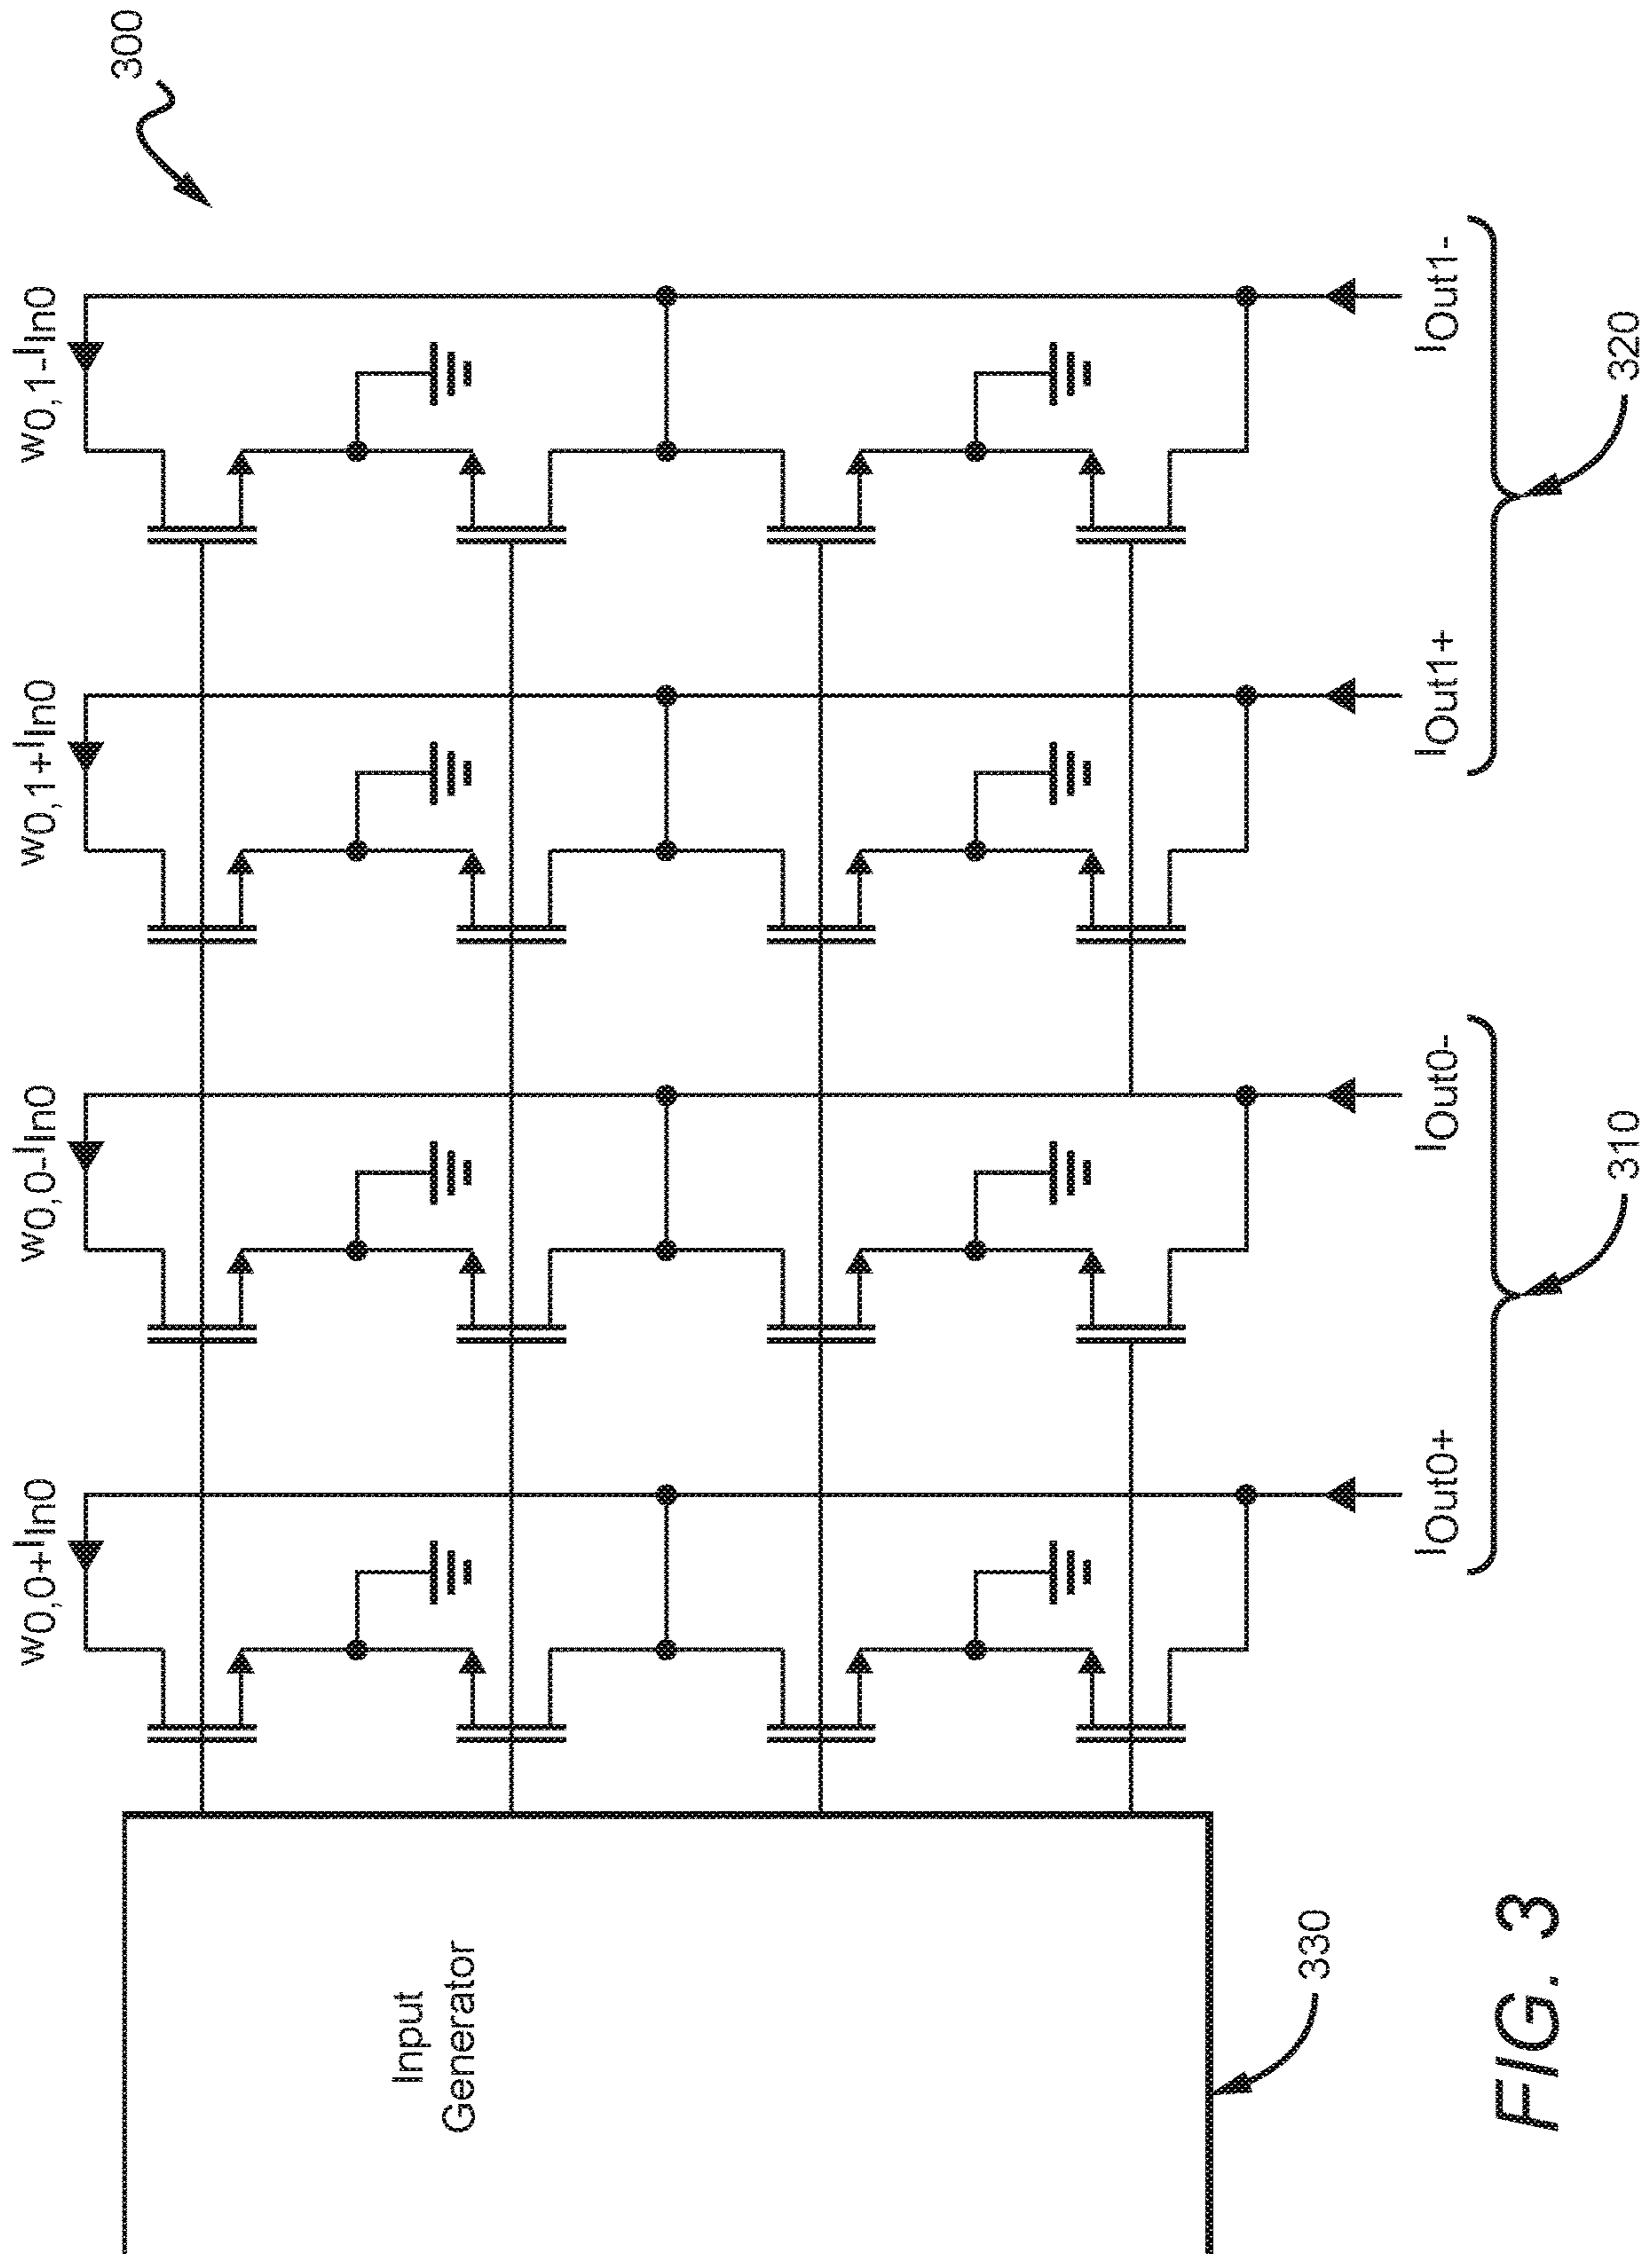 300
w0,0+IIn0
w0,0-IIn0
w0,1+IIn0
w0,1-IIn0
Input
Generator
330
IOut0+
IOut0-
IOut1+
IOut1-
310
320
FIG. 3